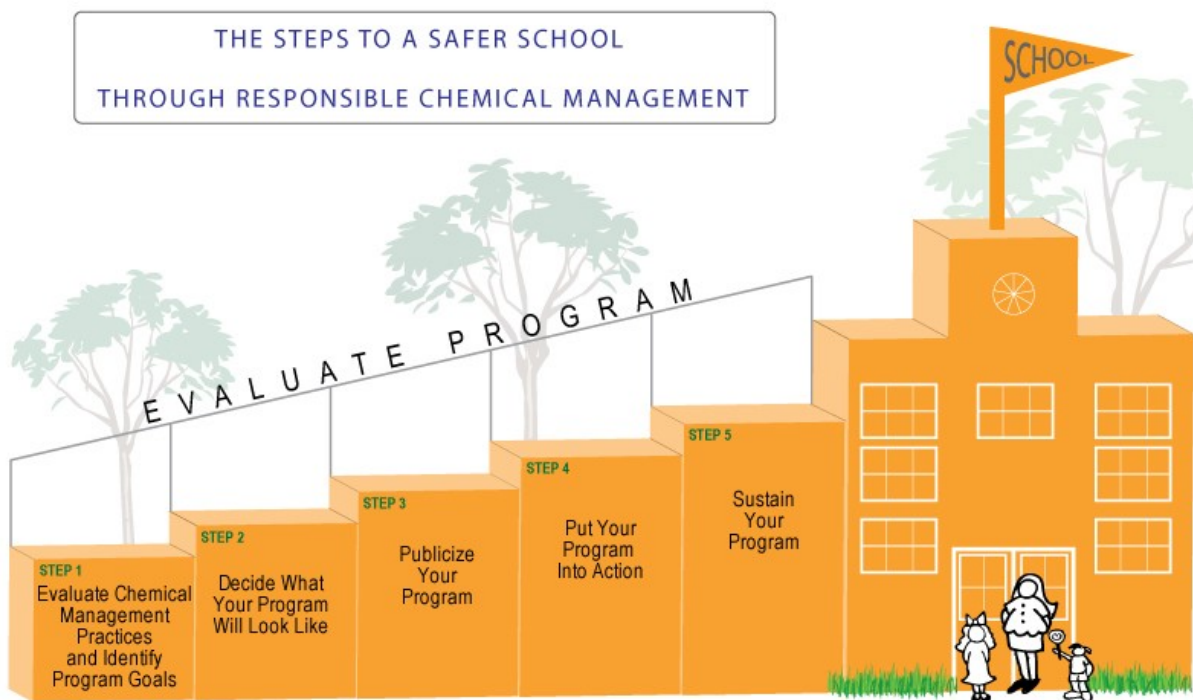 THE STEPS TO A SAFER SCHOOL
THROUGH RESPONSIBLE CHEMICAL MANAGEMENT
SCHOOL
EVALUATE PROGRAM
STEP 1
Evaluate Chemical
Management
Practices
and Identify
Program Goals
STEP 2
Decide What
Your Program
Will Look Like
STEP 3
Publicize
Your
Program
STEP 4
Put Your
Program
Into Action
STEP 5
Sustain
Your
Program